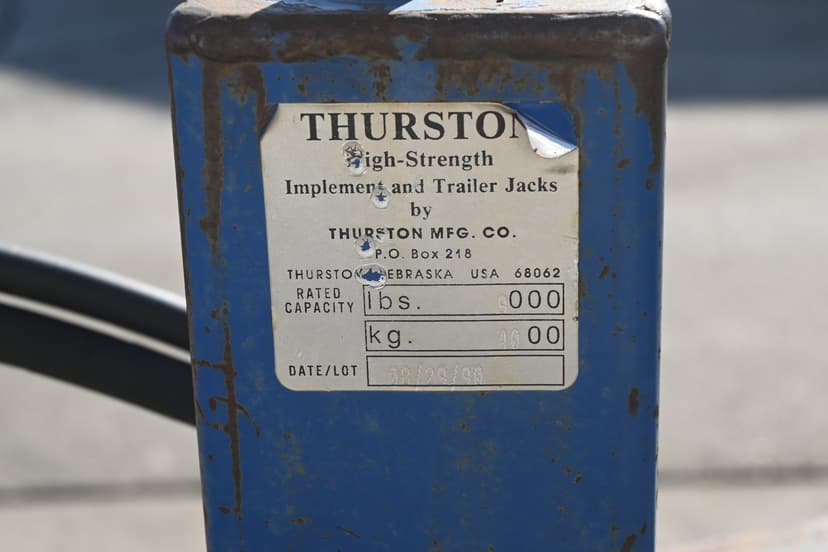 THURSTON
High-Strength
Implement and Trailer Jacks
by
THURSTON MFG. CO.
P.O. Box 218
THURSTON, NEBRASKA USA 68062
RATED CAPACITY lbs. 9000
kg. 00
DATE/LOT